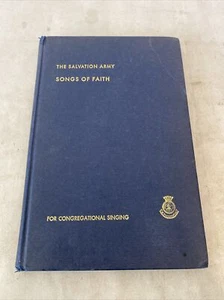 THE SALVATION ARMY
SONGS OF FAITH
FOR CONGREGATIONAL SINGING